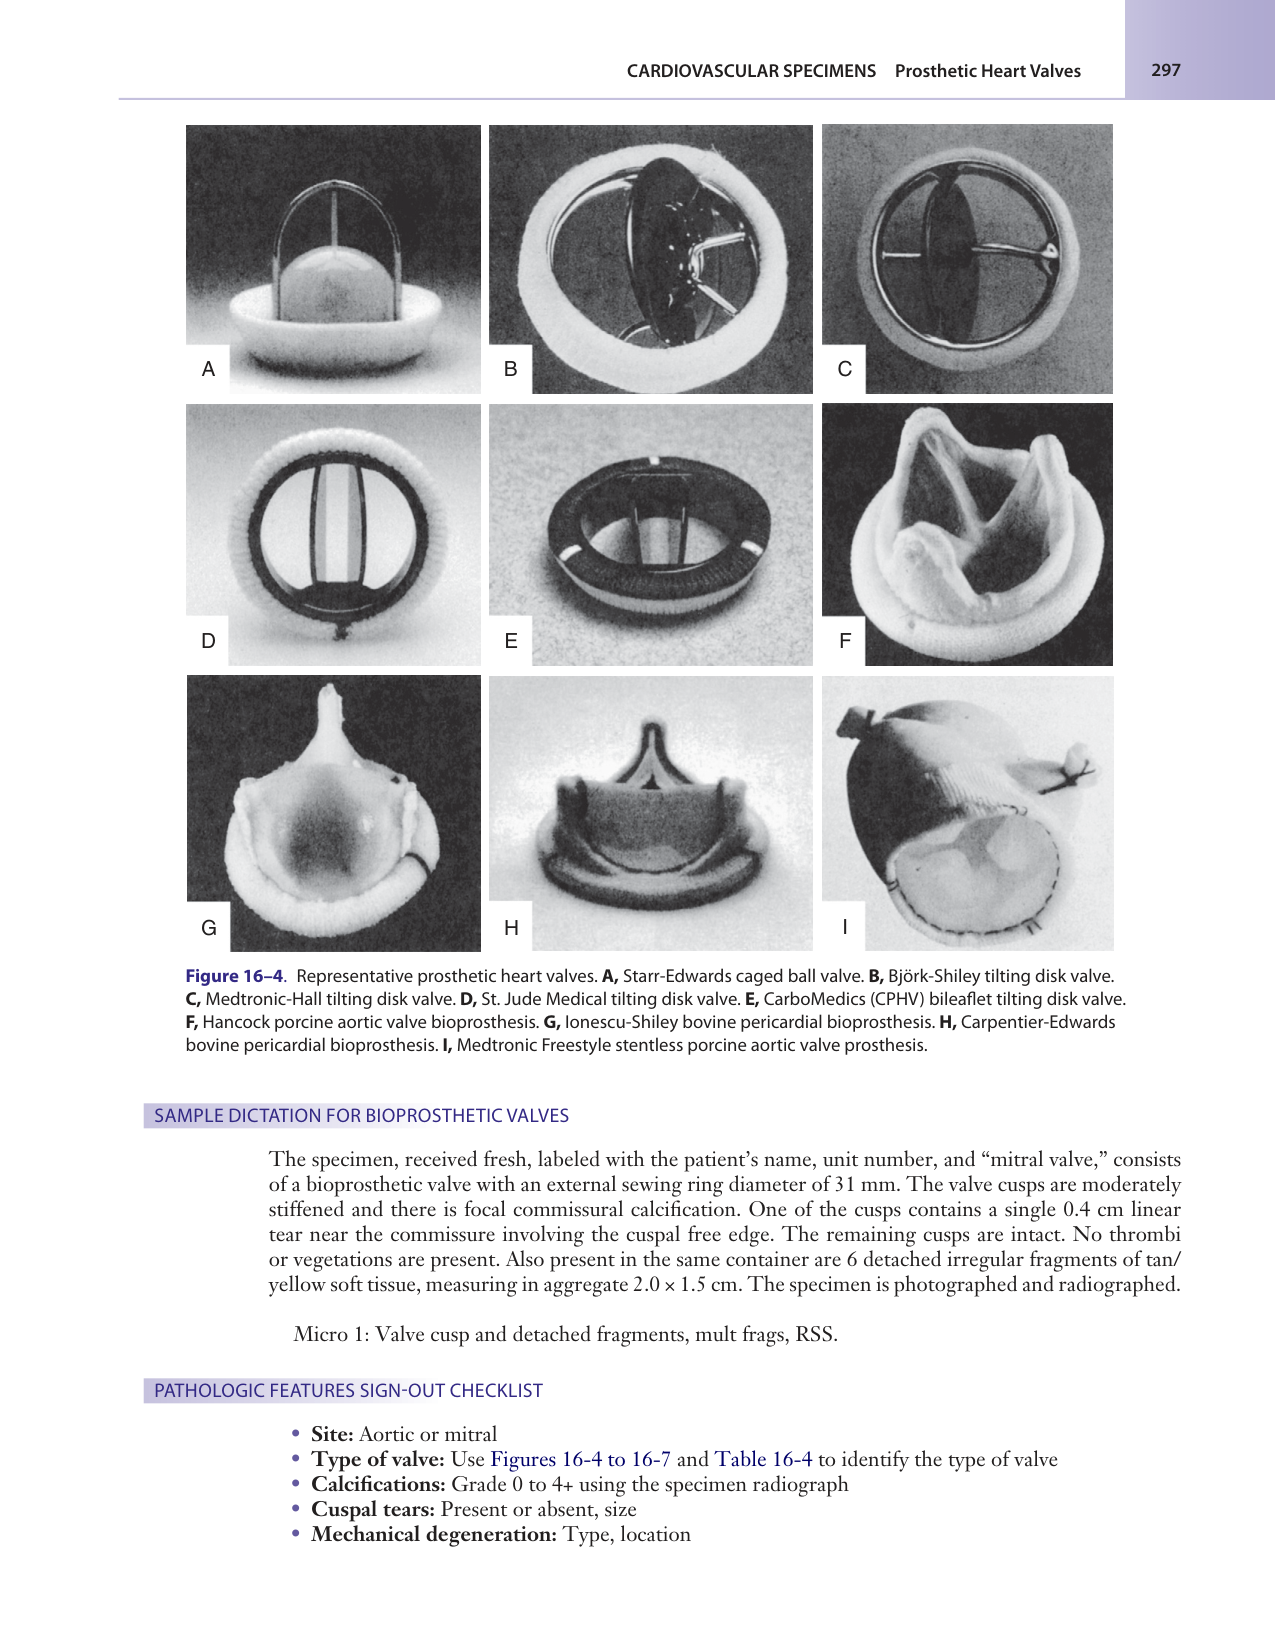 CARDIOVASCULAR SPECIMENS Prosthetic Heart Valves 297
A
B
C
D
E
F
G
H
I
Figure 16–4. Representative prosthetic heart valves. A, Starr-Edwards caged ball valve. B, Björk-Shiley tilting disk valve.
C, Medtronic-Hall tilting disk valve. D, St. Jude Medical tilting disk valve. E, CarboMedics (CPHV) bileaflet tilting disk valve.
F, Hancock porcine aortic valve bioprosthesis. G, Ionescu-Shiley bovine pericardial bioprosthesis. H, Carpentier-Edwards
bovine pericardial bioprosthesis. I, Medtronic Freestyle stentless porcine aortic valve prosthesis.
SAMPLE DICTATION FOR BIOPROSTHETIC VALVES
The specimen, received fresh, labeled with the patient’s name, unit number, and “mitral valve,” consists
of a bioprosthetic valve with an external sewing ring diameter of 31 mm. The valve cusps are moderately
stiffened and there is focal commissural calcification. One of the cusps contains a single 0.4 cm linear
tear near the commissure involving the cuspal free edge. The remaining cusps are intact. No thrombi
or vegetations are present. Also present in the same container are 6 detached irregular fragments of tan/
yellow soft tissue, measuring in aggregate 2.0 × 1.5 cm. The specimen is photographed and radiographed.
Micro 1: Valve cusp and detached fragments, mult frags, RSS.
PATHOLOGIC FEATURES SIGN-OUT CHECKLIST
• Site: Aortic or mitral
• Type of valve: Use Figures 16-4 to 16-7 and Table 16-4 to identify the type of valve
• Calcifications: Grade 0 to 4+ using the specimen radiograph
• Cuspal tears: Present or absent, size
• Mechanical degeneration: Type, location